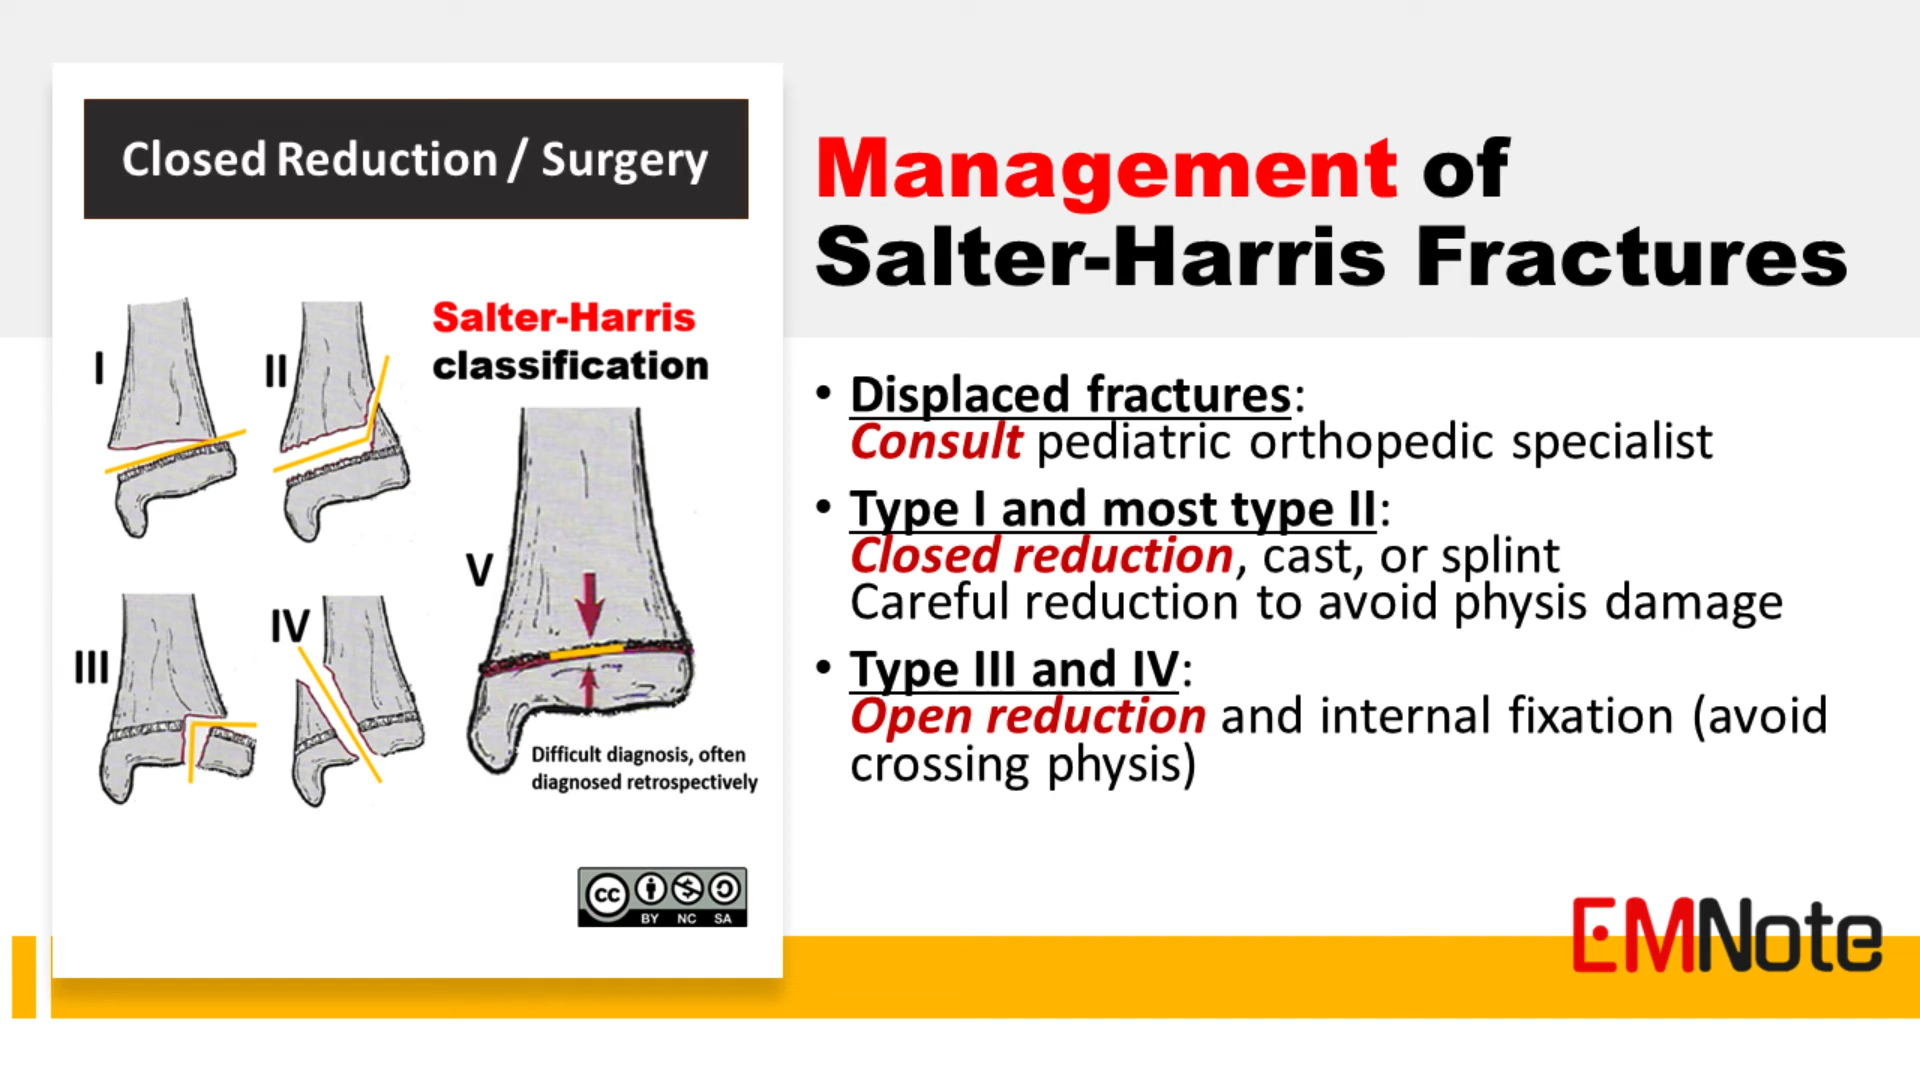 Closed Reduction / Surgery
Salter-Harris
classification
I
II
III
IV
V
Difficult diagnosis, often
diagnosed retrospectively
cc
BY NC SA
Management of
Salter-Harris Fractures
• Displaced fractures:
Consult pediatric orthopedic specialist
• Type I and most type II:
Closed reduction, cast, or splint
Careful reduction to avoid physis damage
• Type III and IV:
Open reduction and internal fixation (avoid
crossing physis)
EMNote